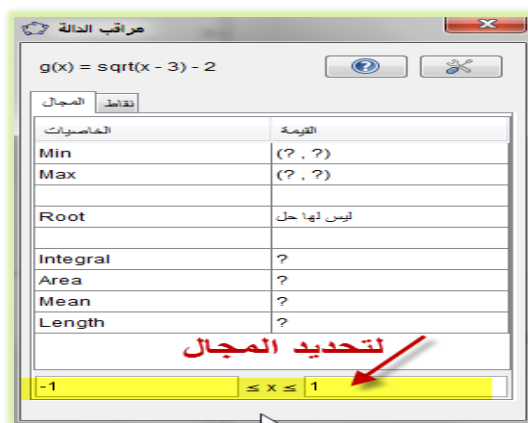 مراقب الدالة
g(x) = sqrt(x - 3) - 2
المجال نقاط
الخاصيات القيمة
Min (? , ?)
Max (? , ?)
Root ليس لها حل
Integral ?
Area ?
Mean ?
Length ?
لتحديد المجال
-1 ≤ x ≤ 1